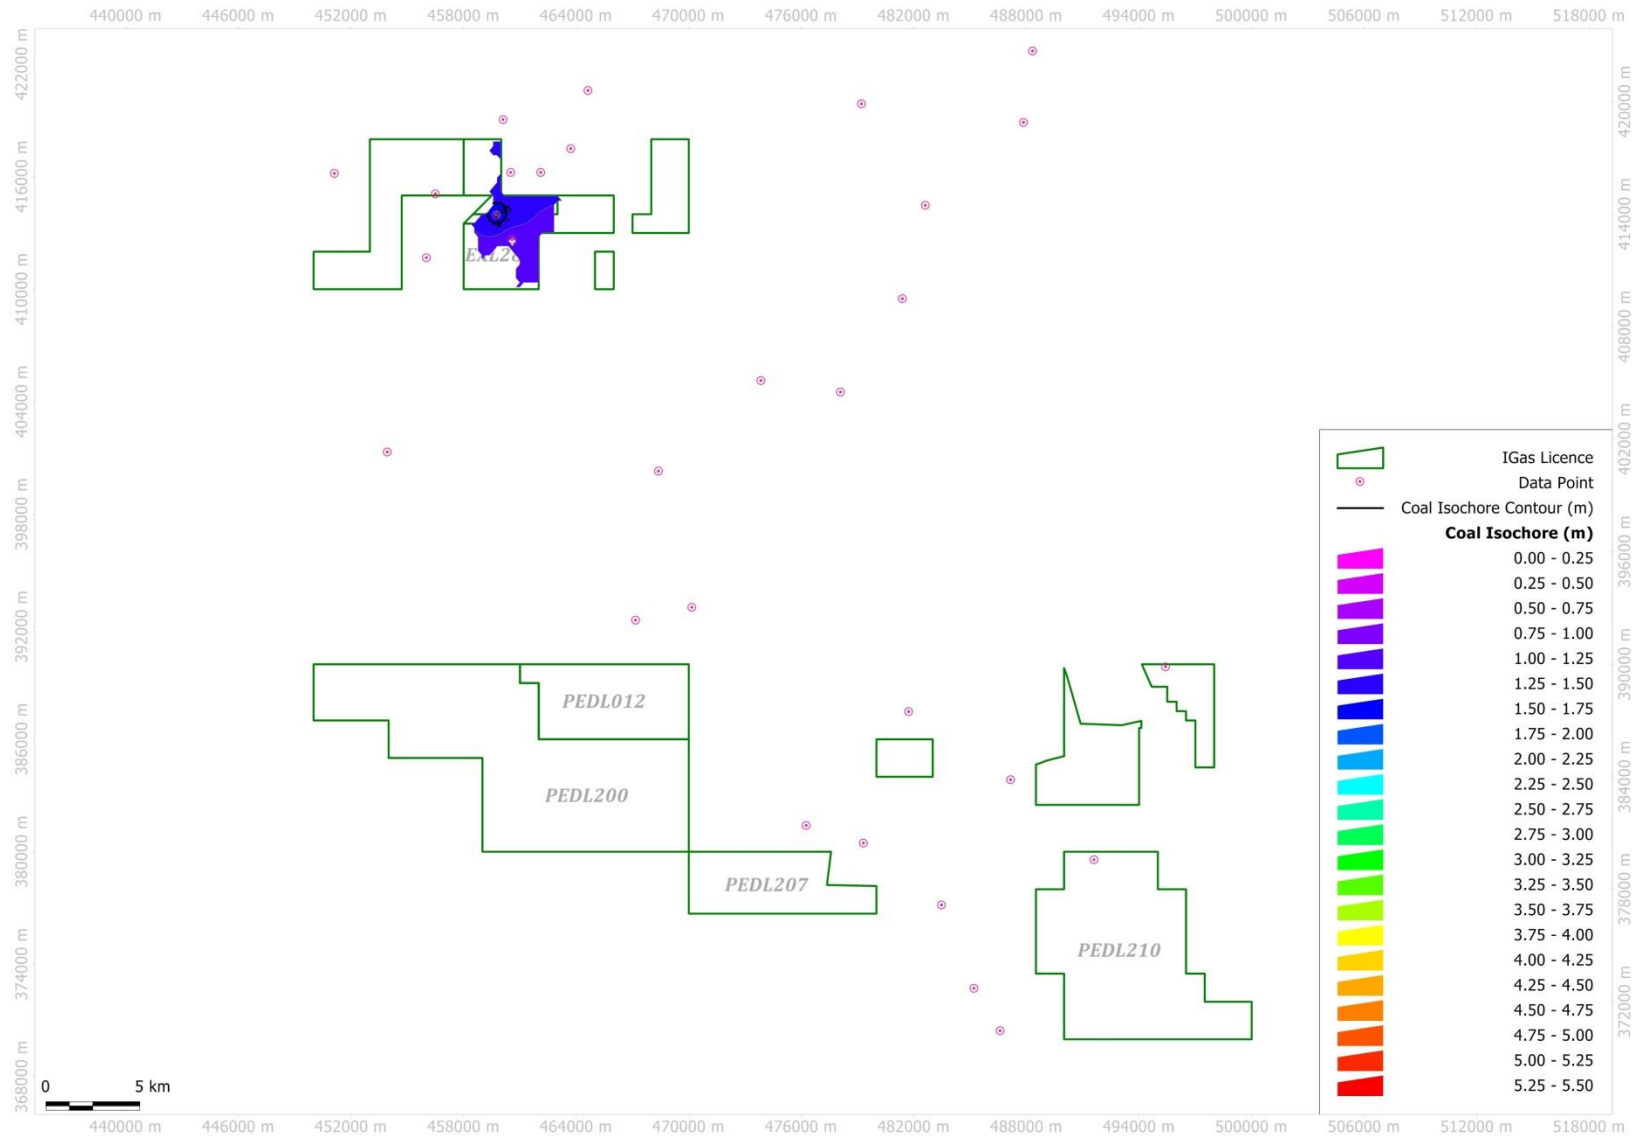 440000 m 446000 m 452000 m 458000 m 464000 m 470000 m 476000 m 482000 m 488000 m 494000 m 500000 m 506000 m 512000 m 518000 m
422000 m
416000 m
410000 m
404000 m
398000 m
392000 m
386000 m
380000 m
374000 m
368000 m
420000 m
414000 m
408000 m
402000 m
396000 m
390000 m
384000 m
378000 m
372000 m
PEDL012
PEDL200
PEDL207
PEDL210
IGas Licence
Data Point
Coal Isochore Contour (m)
Coal Isochore (m)
0.00 - 0.25
0.25 - 0.50
0.50 - 0.75
0.75 - 1.00
1.00 - 1.25
1.25 - 1.50
1.50 - 1.75
1.75 - 2.00
2.00 - 2.25
2.25 - 2.50
2.50 - 2.75
2.75 - 3.00
3.00 - 3.25
3.25 - 3.50
3.50 - 3.75
3.75 - 4.00
4.00 - 4.25
4.25 - 4.50
4.50 - 4.75
4.75 - 5.00
5.00 - 5.25
5.25 - 5.50
0 5 km
440000 m 446000 m 452000 m 458000 m 464000 m 470000 m 476000 m 482000 m 488000 m 494000 m 500000 m 506000 m 512000 m 518000 m